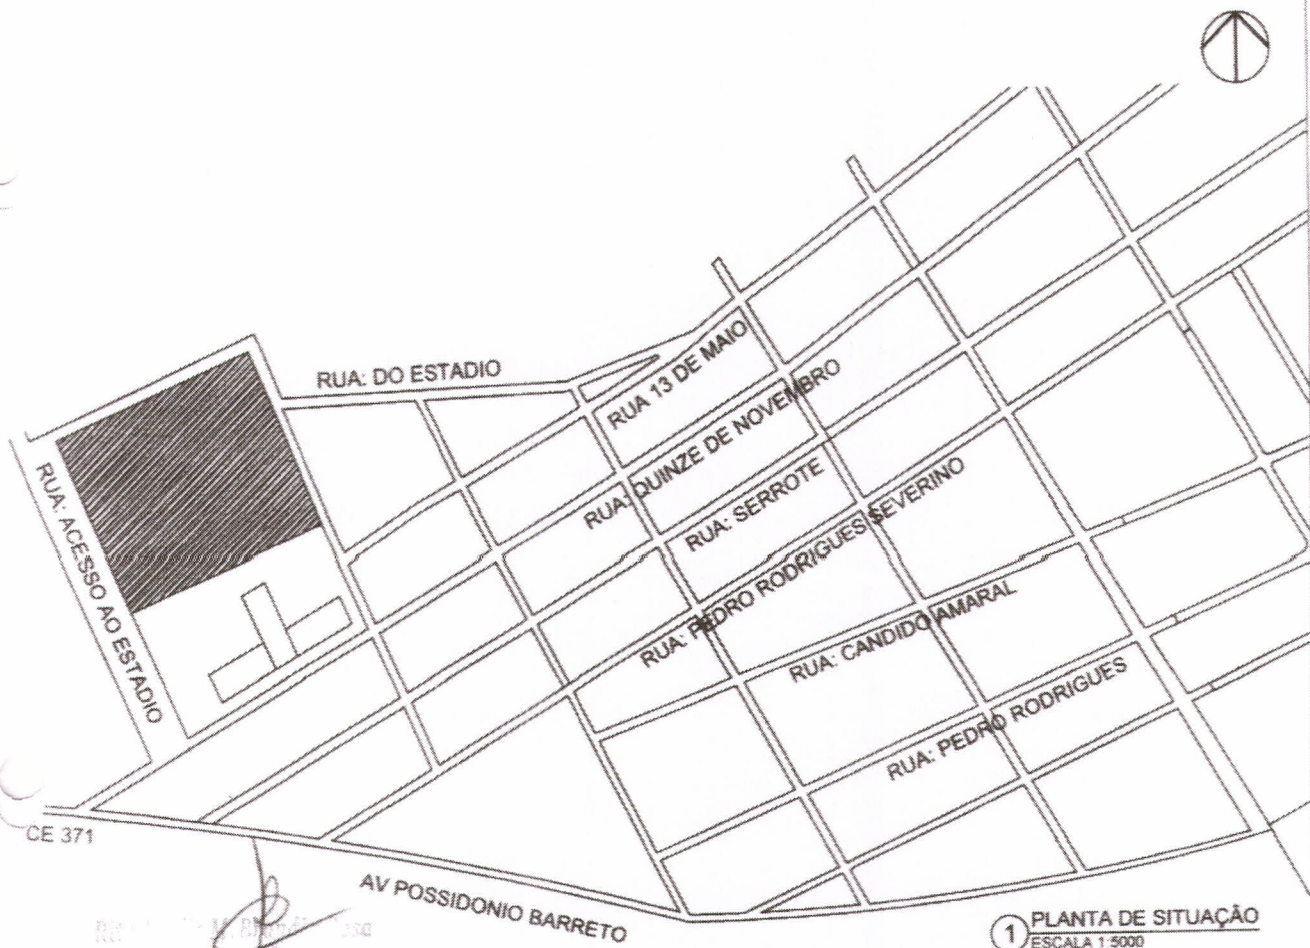 RUA: DO ESTADIO
RUA 13 DE MAIO
RUA: QUINZE DE NOVEMBRO
RUA: SERROTE
RUA: PEDRO RODRIGUES SEVERINO
RUA: ACESSO AO ESTADIO
RUA: CANDIDO AMARAL
RUA: PEDRO RODRIGUES
CE 371
AV POSSIDONIO BARRETO
1 PLANTA DE SITUAÇÃO
ESCALA 1:5000